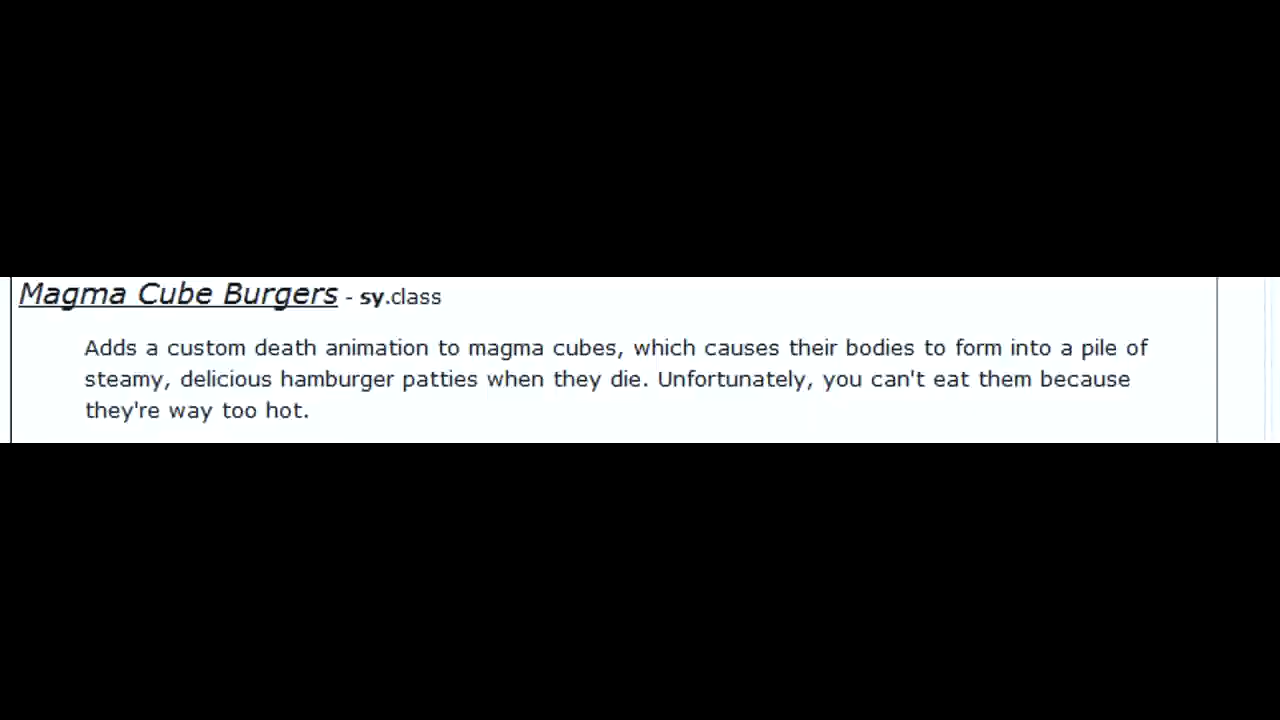 Magma Cube Burgers - sy.class
Adds a custom death animation to magma cubes, which causes their bodies to form into a pile of
steamy, delicious hamburger patties when they die. Unfortunately, you can't eat them because
they're way too hot.